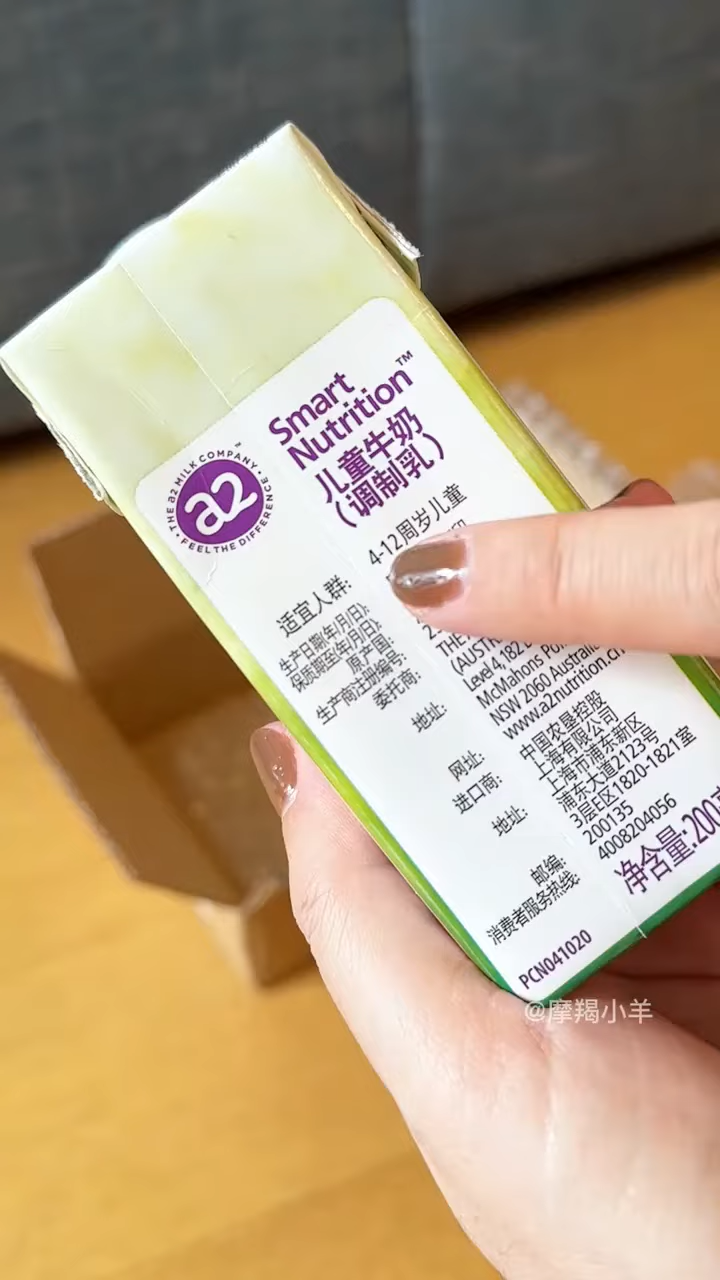 THE a2 MILK COMPANY
™
a2
FEEL THE DIFFERENCE
Smart
Nutrition™
儿童牛奶
（调制乳）
适宜人群: 4-12周岁儿童
生产日期(年/月/日):
保质期至(年/月/日):
原产国:
生产商注册编号:
委托商: THE
(AUSTR
地址: Level 4, 182
McMahons Po
NSW 2060 Australia
网址: www.a2nutrition.cn
进口商: 中国农垦控股
上海有限公司
地址: 上海市浦东新区
浦东大道2123号
3层E区1820-1821室
邮编: 200135
消费者服务热线: 4008204056
净含量:200
PCN041020
@摩羯小羊